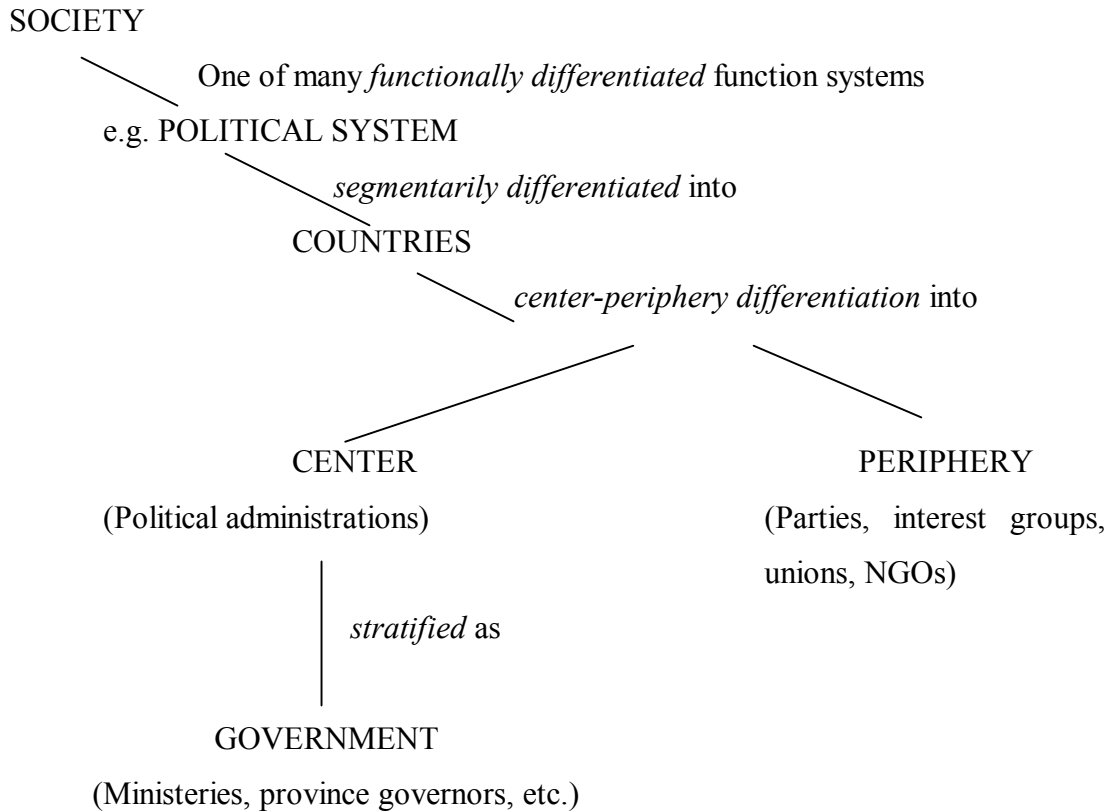 SOCIETY
One of many functionally differentiated function systems
e.g. POLITICAL SYSTEM
segmentarily differentiated into
COUNTRIES
center-periphery differentiation into
CENTER
(Political administrations)
PERIPHERY
(Parties, interest groups,
unions, NGOs)
stratified as
GOVERNMENT
(Ministeries, province governors, etc.)